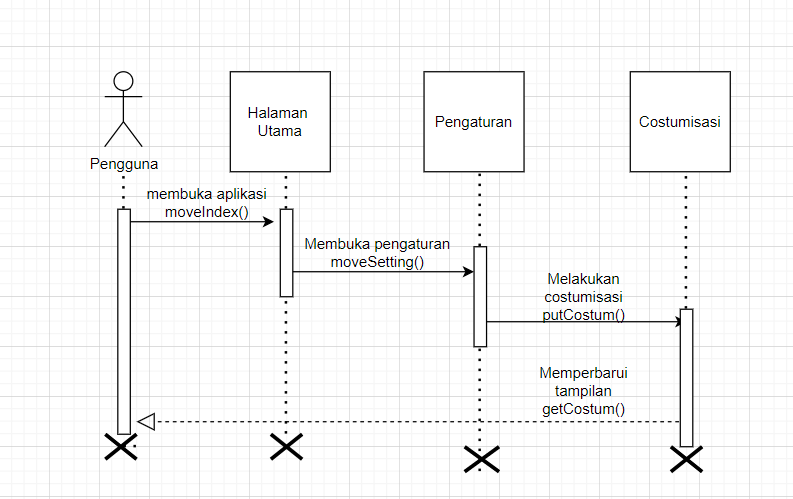 Pengguna
Halaman
Utama
Pengaturan
Costumisasi
membuka aplikasi
moveIndex()
Membuka pengaturan
moveSetting()
Melakukan
costumisasi
putCostum()
Memperbarui
tampilan
getCostum()